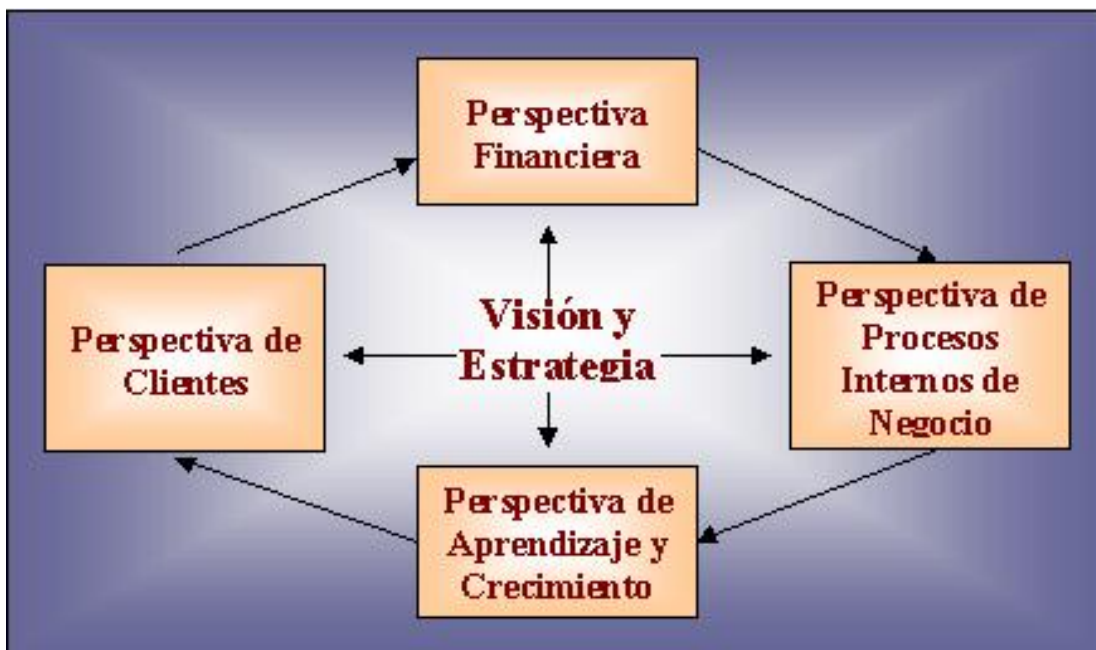 Perspectiva
Financiera
Perspectiva de
Clientes
Visión y
Estrategia
Perspectiva de
Procesos
Internos de
Negocio
Perspectiva de
Aprendizaje y
Crecimiento